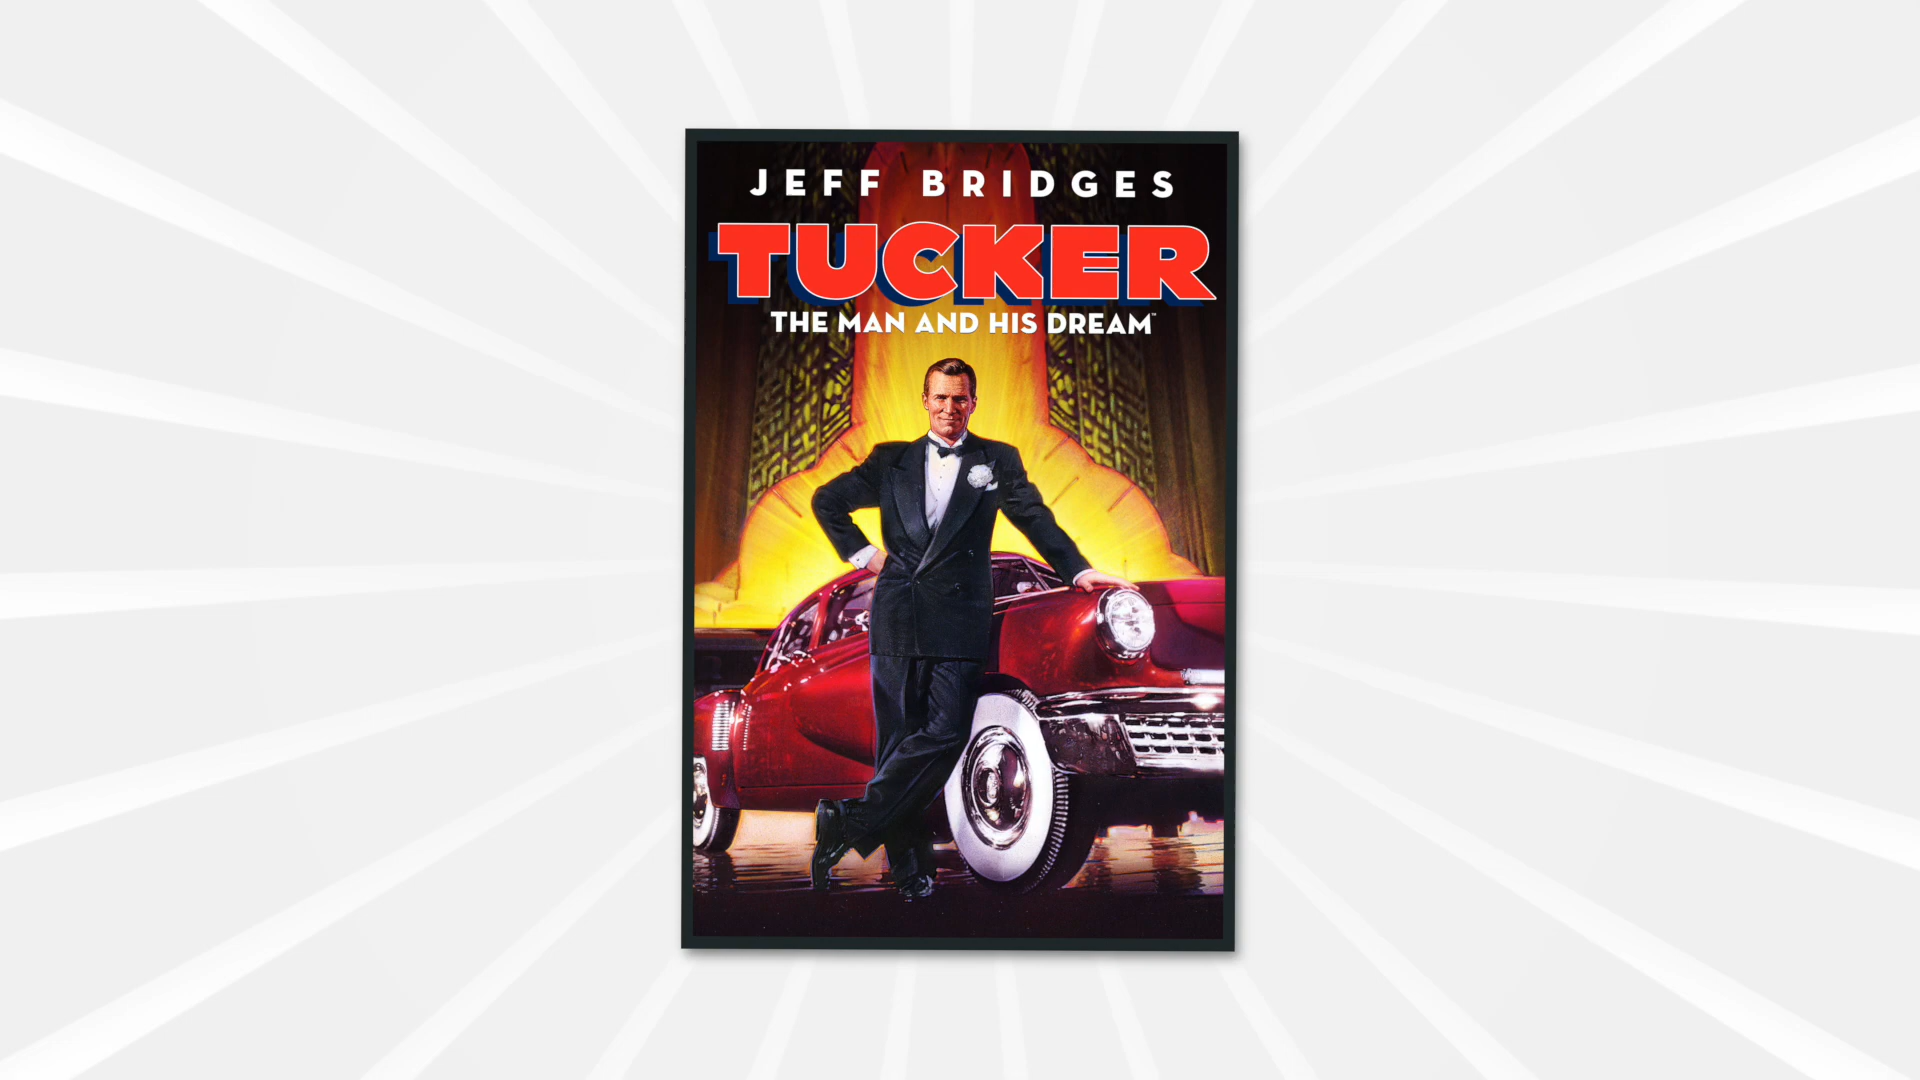 JEFF BRIDGES
TUCKER
THE MAN AND HIS DREAM™